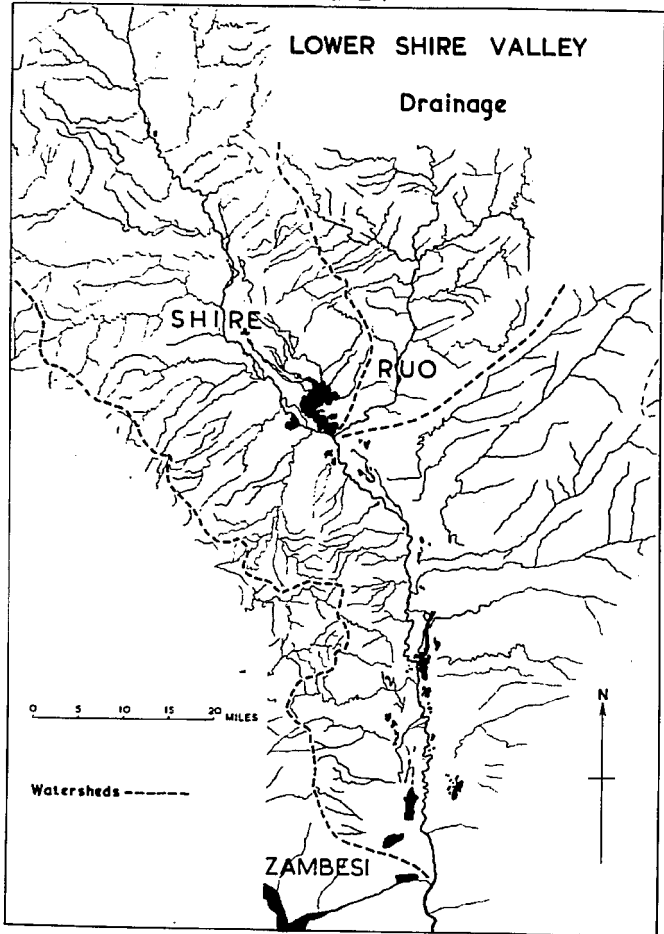 LOWER SHIRE VALLEY
Drainage
SHIRE
RUO
N
0 5 10 15 20 MILES
Watersheds
ZAMBESI